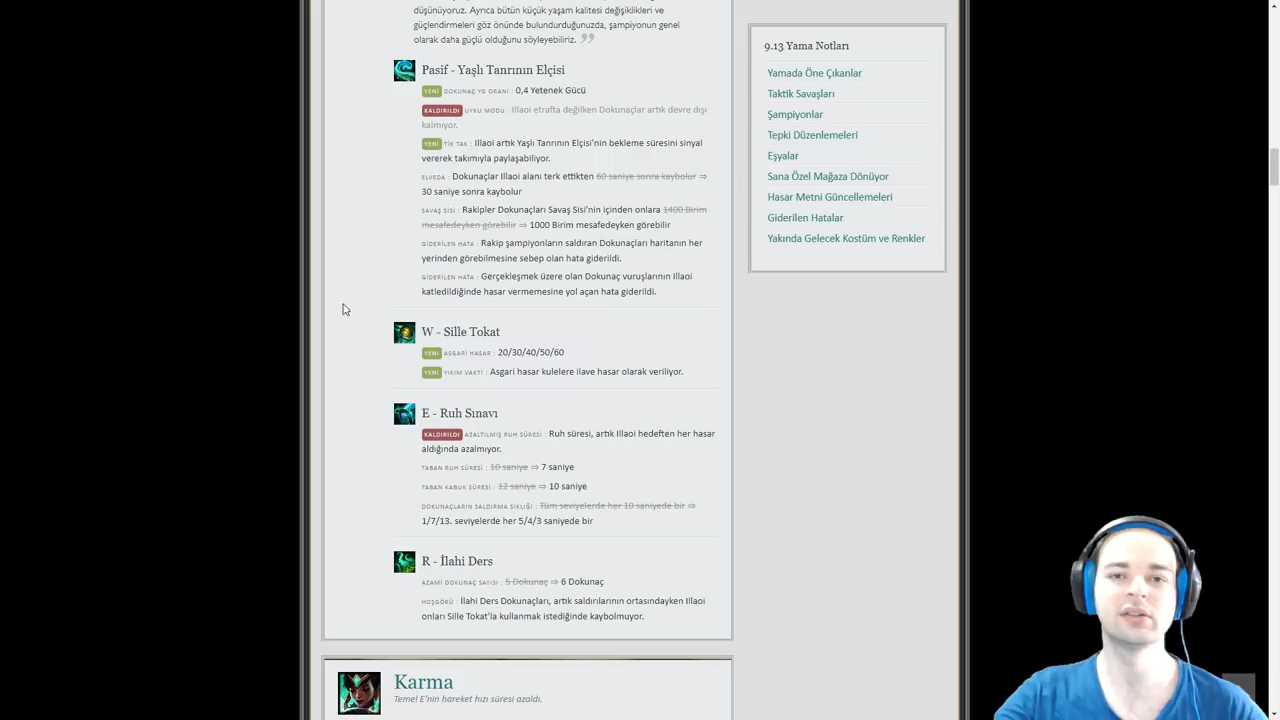 düşünüyoruz. Ayrıca bütün küçük yaşam kalitesi değişiklikleri ve
güçlendirmeleri göz önünde bulundurduğunuzda, şampiyonun genel
olarak daha güçlü olduğunu söyleyebiliriz.
Pasif - Yaşlı Tanrının Elçisi
YENİ DOKUNAÇ YG ORANI : 0,4 Yetenek Gücü
KALDIRILDI UYKU MODU : Illaoi etrafta değilken Dokunaçlar artık devre dışı
kalmıyor.
YENİ TİK TAK : Illaoi artık Yaşlı Tanrının Elçisi'nin bekleme süresini sinyal
vererek takımıyla paylaşabiliyor.
ELVEDA : Dokunaçlar Illaoi alanı terk ettikten 60 saniye sonra kaybolur ⇒
30 saniye sonra kaybolur
SAVAŞ SİSİ : Rakipler Dokunaçları Savaş Sisi'nin içinden onlara 1400 Birim
mesafedeyken görebilir ⇒ 1000 Birim mesafedeyken görebilir
GİDERİLEN HATA : Rakip şampiyonların saldıran Dokunaçları haritanın her
yerinden görebilmesine sebep olan hata giderildi.
GİDERİLEN HATA : Gerçekleşmek üzere olan Dokunaç vuruşlarının Illaoi
katledildiğinde hasar vermemesine yol açan hata giderildi.
W - Sille Tokat
YENİ ASGARİ HASAR : 20/30/40/50/60
YENİ YIKIM VAKTİ : Asgari hasar kulelere ilave hasar olarak veriliyor.
E - Ruh Sınavı
KALDIRILDI AZALTILMIŞ RUH SÜRESİ : Ruh süresi, artık Illaoi hedeften her hasar
aldığında azalmıyor.
TABAN RUH SÜRESİ : 10 saniye ⇒ 7 saniye
TABAN KABUK SÜRESİ : 12 saniye ⇒ 10 saniye
DOKUNAÇLARIN SALDIRMA SIKLIĞI : Tüm seviyelerde her 10 saniyede bir ⇒
1/7/13. seviyelerde her 5/4/3 saniyede bir
R - İlahi Ders
AZAMİ DOKUNAÇ SAYISI : 5 Dokunaç ⇒ 6 Dokunaç
HOŞGÖRÜ : İlahi Ders Dokunaçları, artık saldırılarının ortasındayken Illaoi
onları Sille Tokat'la kullanmak istediğinde kaybolmuyor.
Karma
Temel E'nin hareket hızı süresi azaldı.
9.13 Yama Notları
Yamada Öne Çıkanlar
Taktik Savaşları
Şampiyonlar
Tepki Düzenlemeleri
Eşyalar
Sana Özel Mağaza Dönüyor
Hasar Metni Güncellemeleri
Giderilen Hatalar
Yakında Gelecek Kostüm ve Renkler